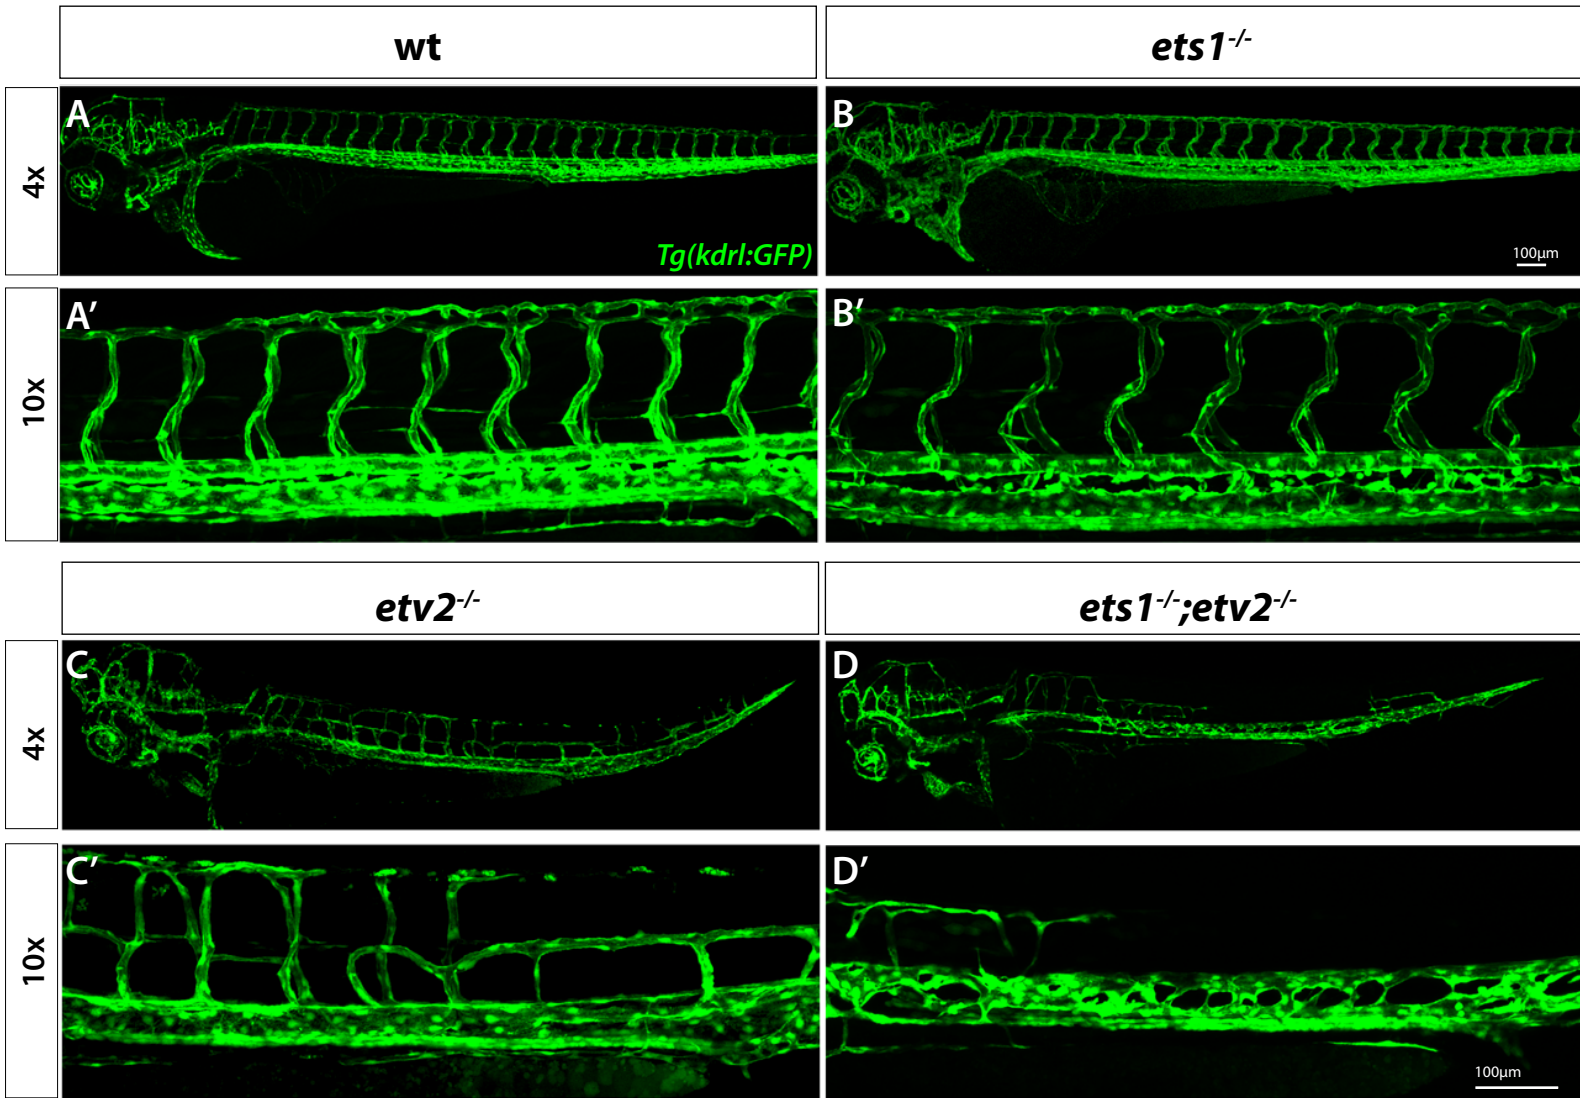 wt
ets1-/-
4x
A
B
Tg(kdrl:GFP)
100µm
10x
A’
B’
etv2-/-
ets1-/-;etv2-/-
4x
C
D
10x
C’
D’
100µm